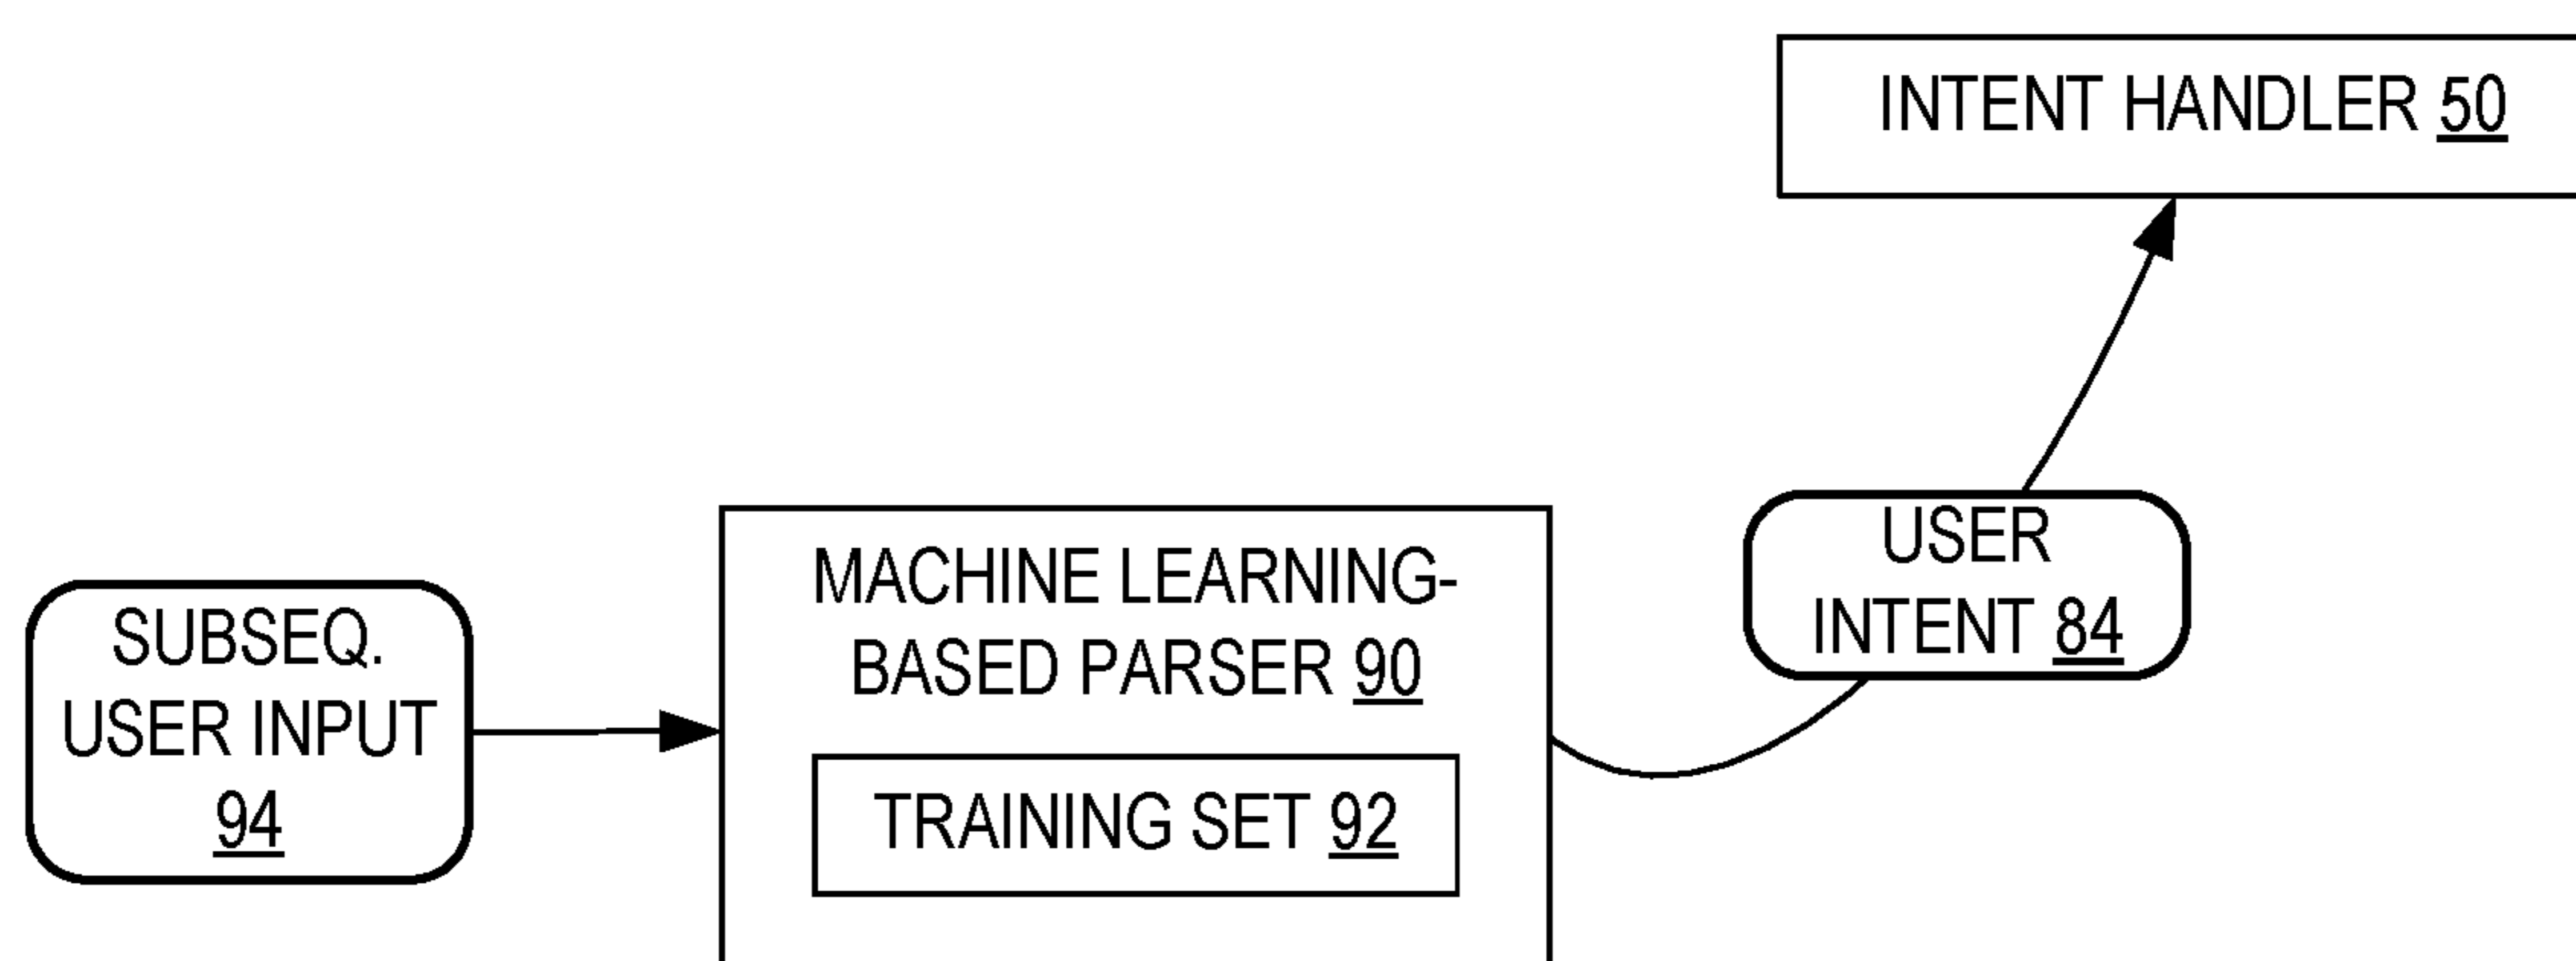 INTENT HANDLER 50
USER
INTENT 84
MACHINE LEARNING-
BASED PARSER 90
TRAINING SET 92
SUBSEQ.
USER INPUT
94